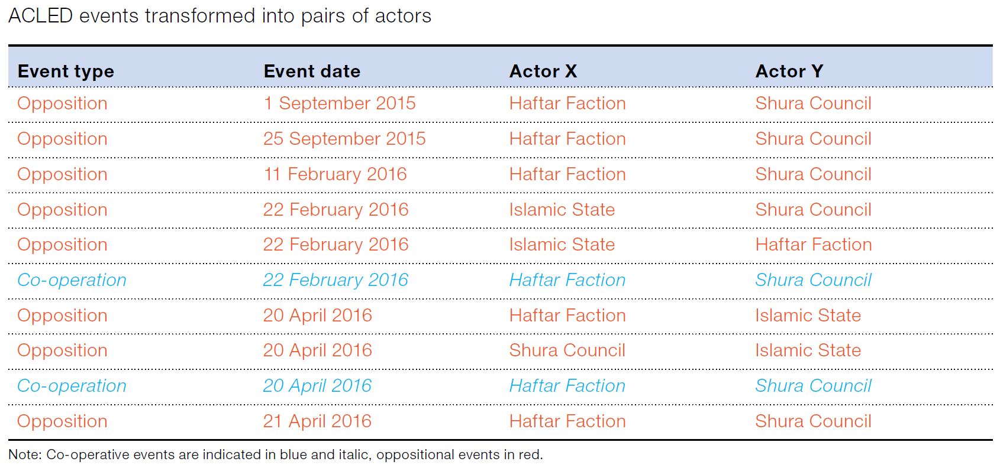 ACLED events transformed into pairs of actors
Event type Event date Actor X Actor Y
Opposition 1 September 2015 Haftar Faction Shura Council
Opposition 25 September 2015 Haftar Faction Shura Council
Opposition 11 February 2016 Haftar Faction Shura Council
Opposition 22 February 2016 Islamic State Shura Council
Opposition 22 February 2016 Islamic State Haftar Faction
Co-operation 22 February 2016 Haftar Faction Shura Council
Opposition 20 April 2016 Haftar Faction Islamic State
Opposition 20 April 2016 Shura Council Islamic State
Co-operation 20 April 2016 Haftar Faction Shura Council
Opposition 21 April 2016 Haftar Faction Shura Council
Note: Co-operative events are indicated in blue and italic, oppositional events in red.